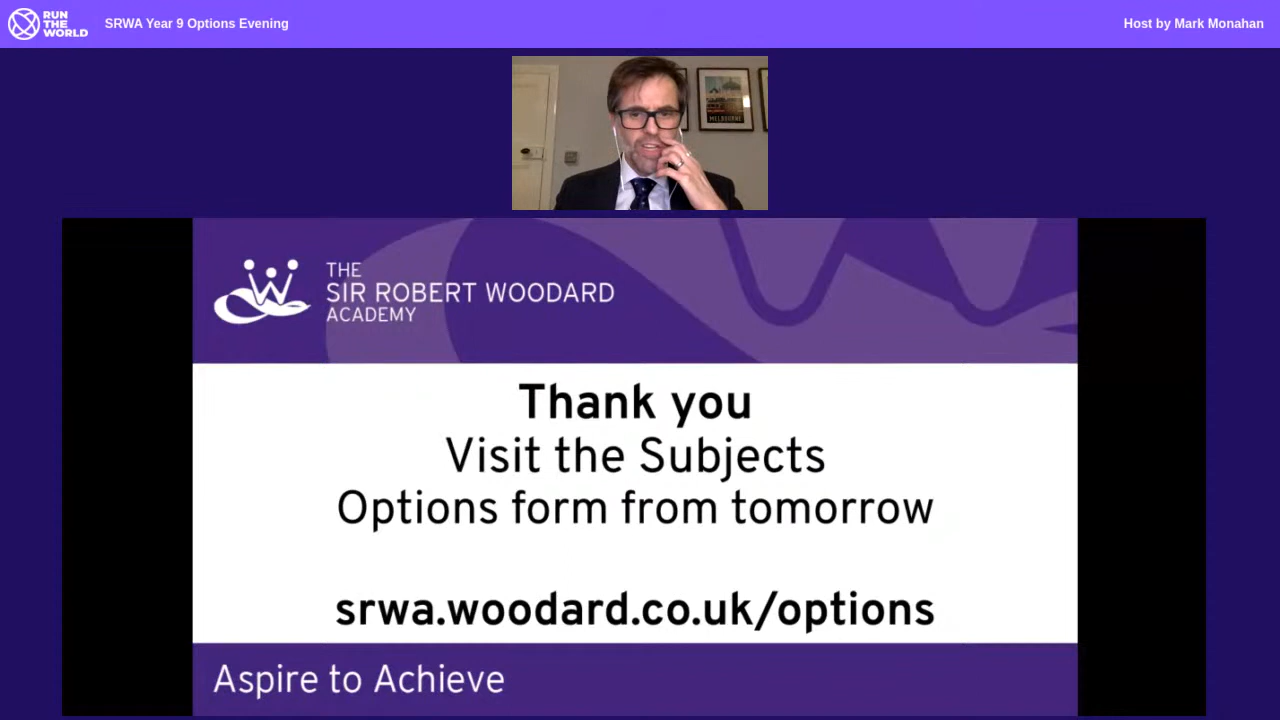 RUN
THE
WORLD
SRWA Year 9 Options Evening
Host by Mark Monahan
MELBOURNE
THE
SIR ROBERT WOODARD
ACADEMY
Thank you
Visit the Subjects
Options form from tomorrow
srwa.woodard.co.uk/options
Aspire to Achieve